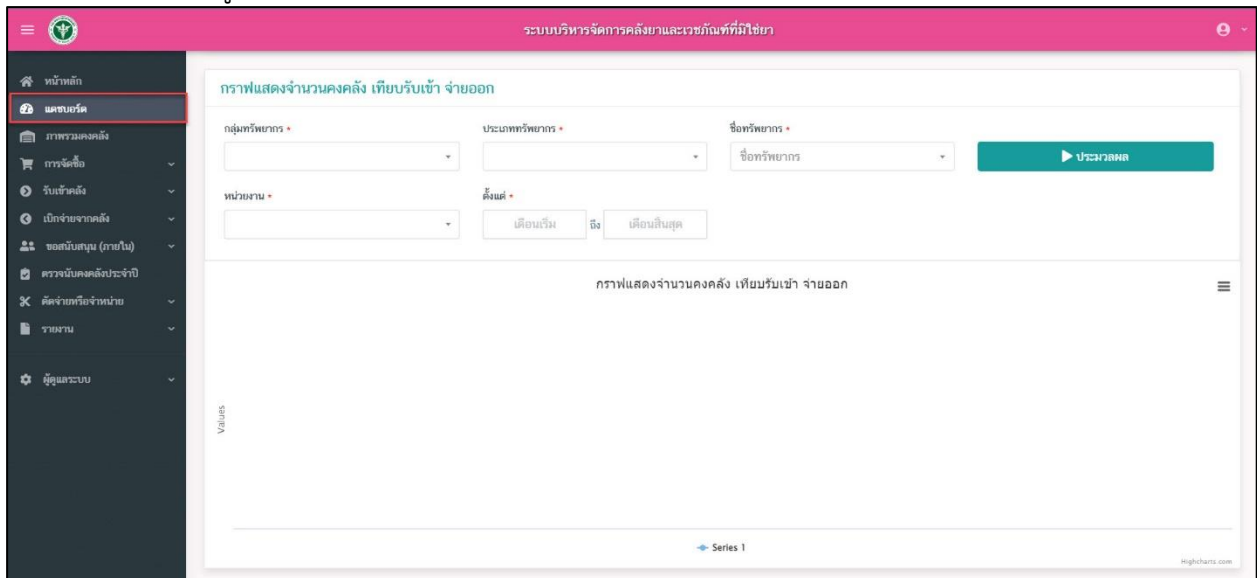 ระบบบริหารจัดการคลังยาและเวชภัณฑ์ที่มิใช่ยา
หน้าหลัก
แดชบอร์ด
ภาพรวมคงคลัง
การจัดซื้อ
รับเข้าคลัง
เบิกจ่ายจากคลัง
ขอสนับสนุน (ภายใน)
ตรวจนับคงคลังประจำปี
ตัดจ่ายหรือจำหน่าย
รายงาน
ผู้ดูแลระบบ
กราฟแสดงจำนวนคงคลัง เทียบรับเข้า จ่ายออก
กลุ่มทรัพยากร * ประเภททรัพยากร * ชื่อทรัพยากร *
ชื่อทรัพยากร ประมวลผล
หน่วยงาน * ตั้งแต่ *
เดือนเริ่ม ถึง เดือนสิ้นสุด
กราฟแสดงจำนวนคงคลัง เทียบรับเข้า จ่ายออก
Values
Series 1
Highcharts.com